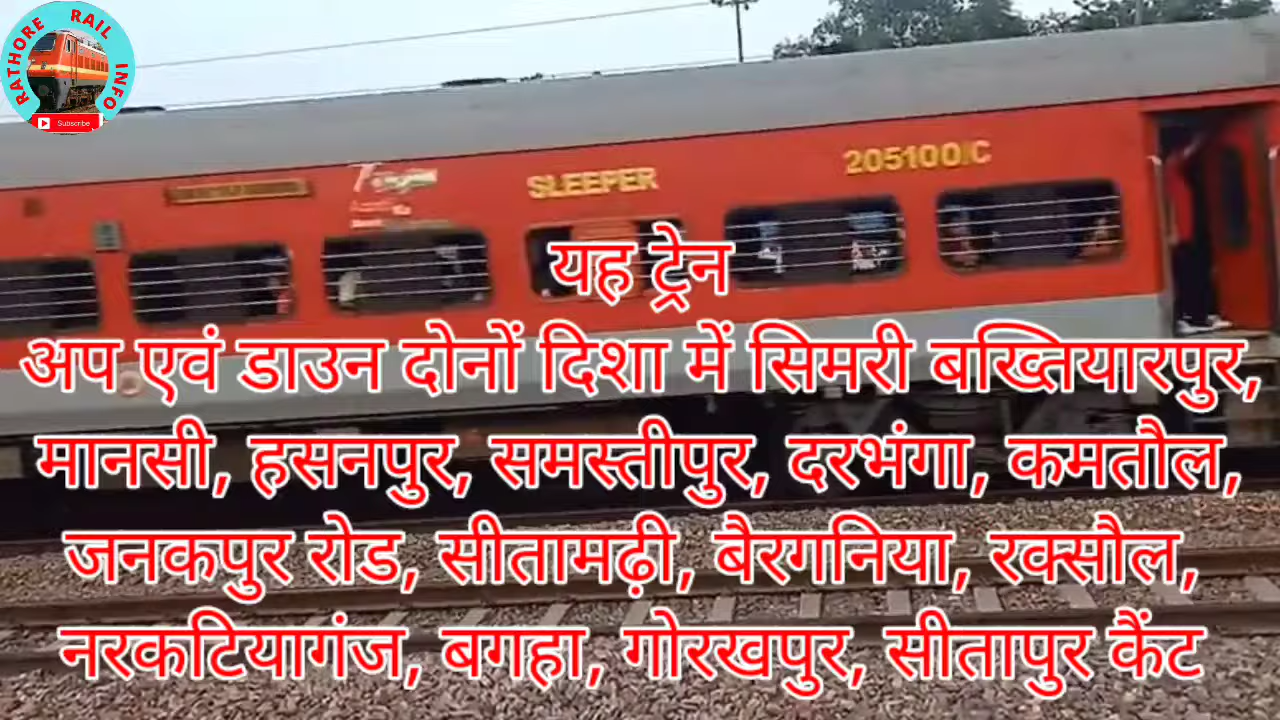 RATHORE RAIL INFO
Subscribe
SLEEPER
205100/C
यह ट्रेन
अप एवं डाउन दोनों दिशा में सिमरी बख्तियारपुर,
मानसी, हसनपुर, समस्तीपुर, दरभंगा, कमतौल,
जनकपुर रोड, सीतामढ़ी, बैरगनिया, रक्सौल,
नरकटियागंज, बगहा, गोरखपुर, सीतापुर कैंट